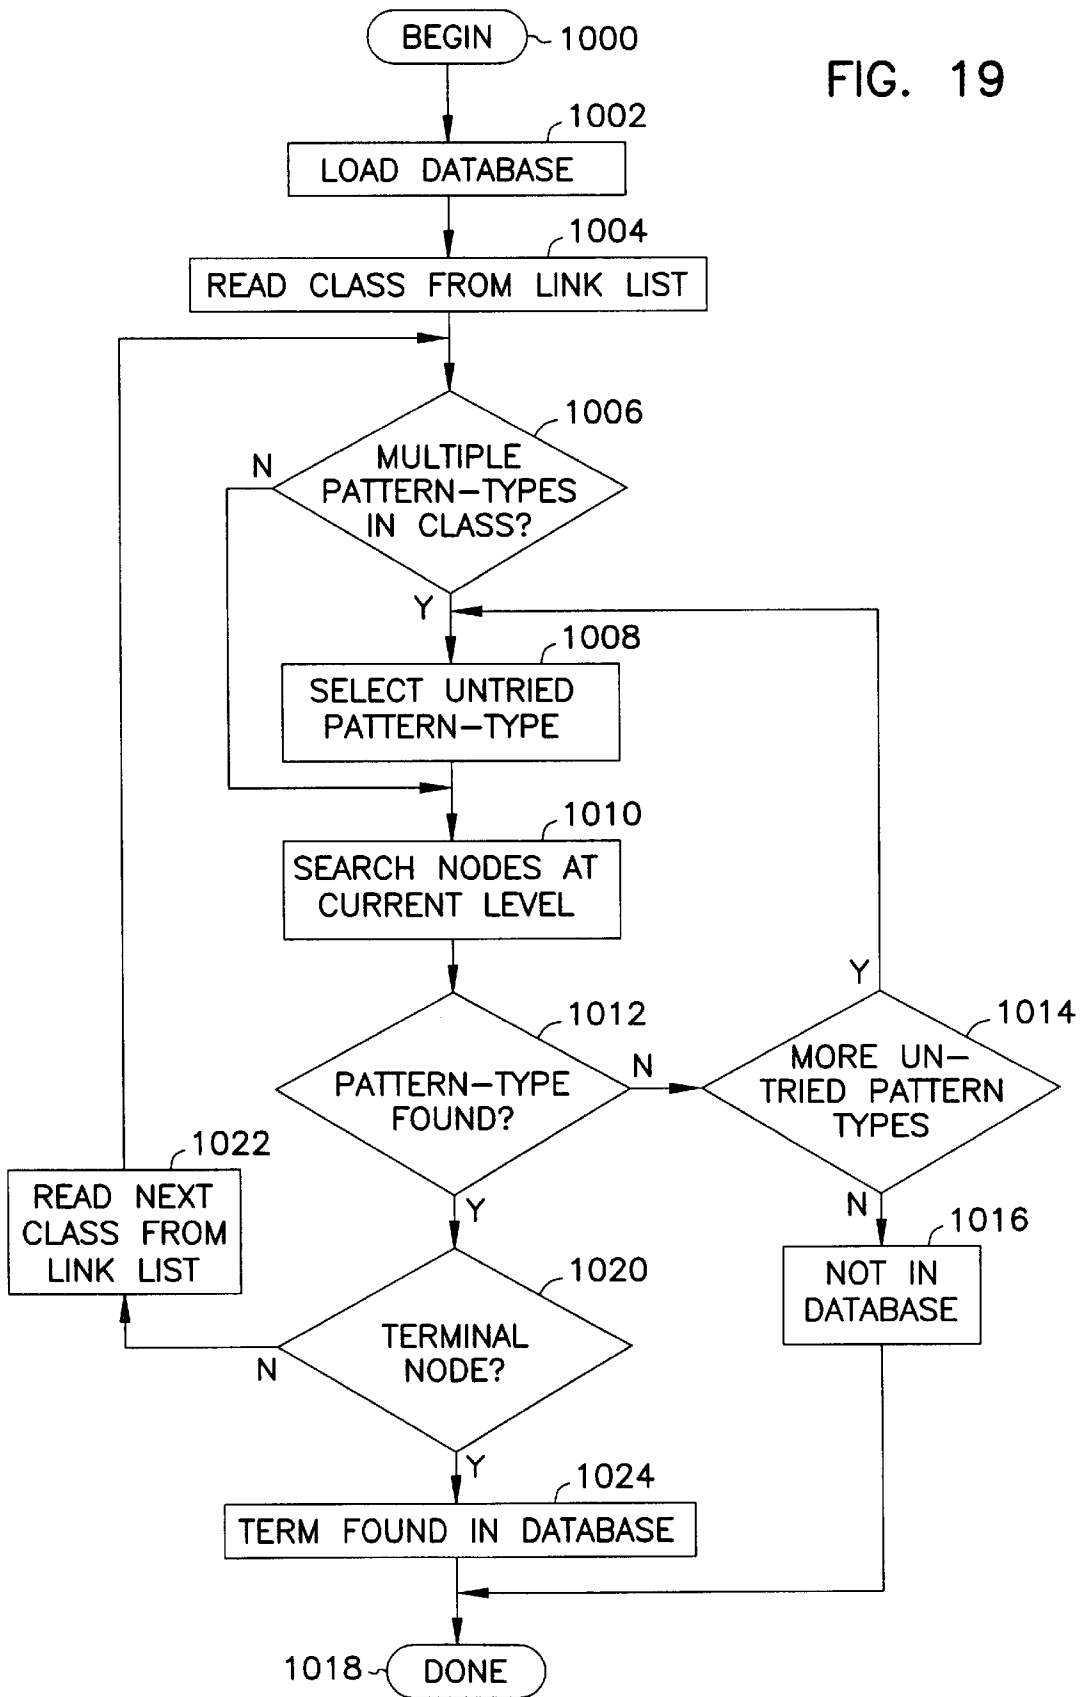 BEGIN
1000
FIG. 19
1002
LOAD DATABASE
1004
READ CLASS FROM LINK LIST
1006
MULTIPLE
PATTERN-TYPES
IN CLASS?
N
Y
1008
SELECT UNTRIED
PATTERN-TYPE
1010
SEARCH NODES AT
CURRENT LEVEL
1012
PATTERN-TYPE
FOUND?
N
Y
Y
1014
MORE UN-
TRIED PATTERN
TYPES
N
1016
NOT IN
DATABASE
1022
READ NEXT
CLASS FROM
LINK LIST
1020
TERMINAL
NODE?
N
Y
1024
TERM FOUND IN DATABASE
1018
DONE